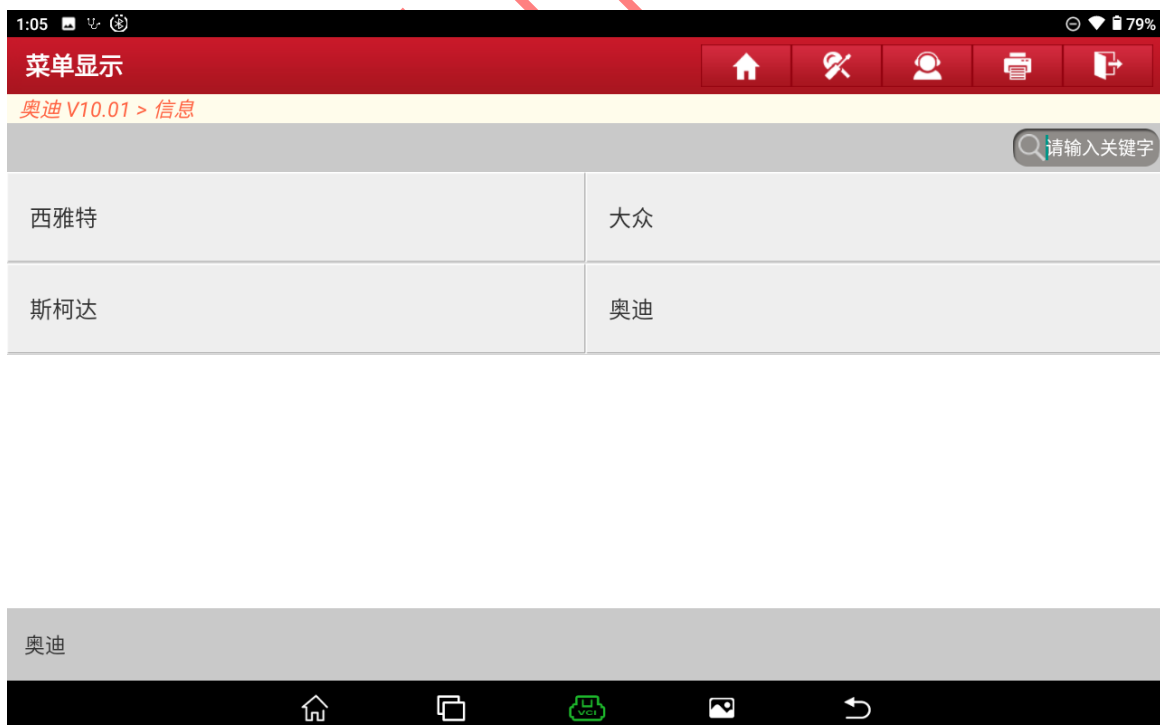 1:05
79%
菜单显示
奥迪 V10.01 > 信息
请输入关键字
西雅特
大众
斯柯达
奥迪
奥迪
VCI